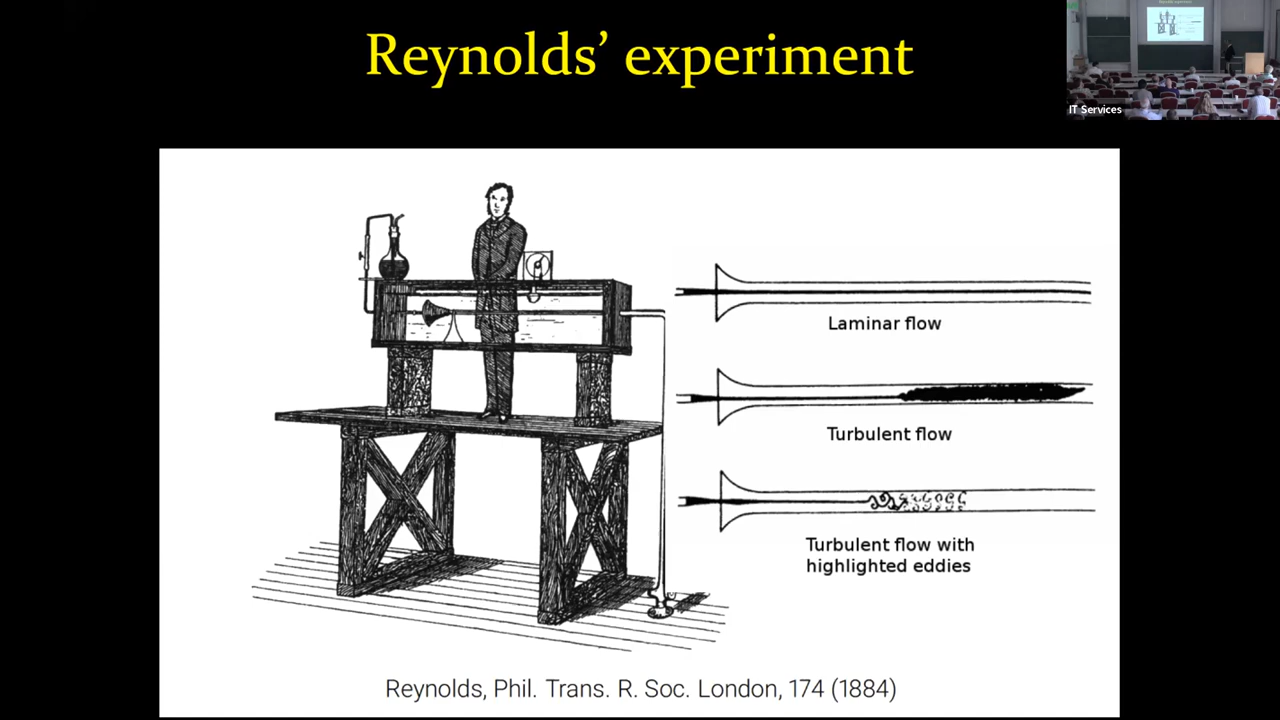 Reynolds’ experiment
IT Services
Laminar flow
Turbulent flow
Turbulent flow with
highlighted eddies
Reynolds, Phil. Trans. R. Soc. London, 174 (1884)